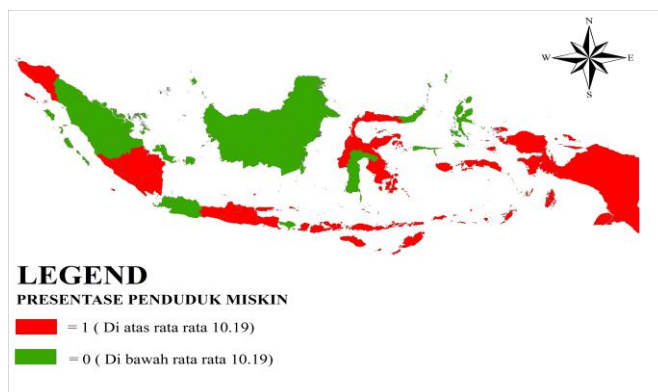 N
W E
S
LEGEND
PRESENTASE PENDUDUK MISKIN
= 1 ( Di atas rata rata 10.19)
= 0 ( Di bawah rata rata 10.19)